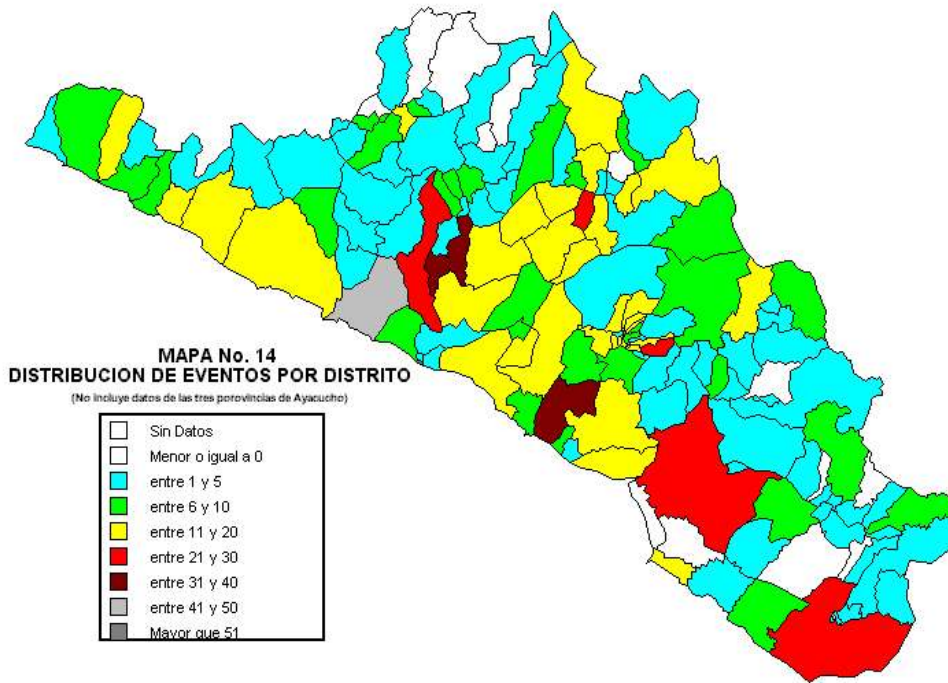 MAPA No. 14
DISTRIBUCION DE EVENTOS POR DISTRITO
(No incluye datos de las tres porovincias de Ayacucho)
Sin Datos
Menor o igual a 0
entre 1 y 5
entre 6 y 10
entre 11 y 20
entre 21 y 30
entre 31 y 40
entre 41 y 50
Mayor que 51